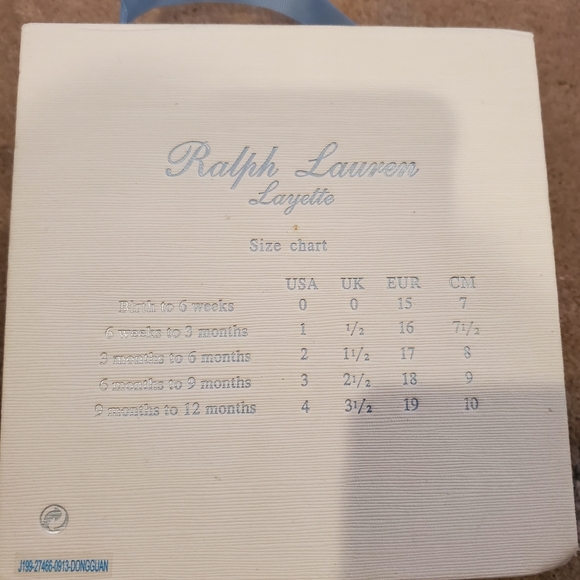 Ralph Lauren
Layette
Size chart
USA UK EUR CM
Birth to 6 weeks 0 0 15 7
6 weeks to 3 months 1 1/2 16 71/2
3 months to 6 months 2 11/2 17 8
6 months to 9 months 3 21/2 18 9
9 months to 12 months 4 31/2 19 10
J199-27466-0913-DONGGUAN